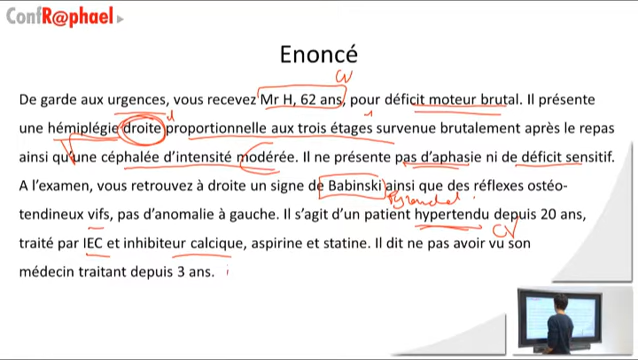 ConfR@phael
Enoncé
CV
De garde aux urgences, vous recevez Mr H, 62 ans, pour déficit moteur brutal. Il présente
une hémiplégie droite proportionnelle aux trois étages survenue brutalement après le repas
ainsi qu'une céphalée d'intensité modérée. Il ne présente pas d'aphasie ni de déficit sensitif.
A l'examen, vous retrouvez à droite un signe de Babinski ainsi que des réflexes ostéo-
tendineux vifs, pas d'anomalie à gauche. Il s'agit d'un patient hypertendu depuis 20 ans,
CV
traité par IEC et inhibiteur calcique, aspirine et statine. Il dit ne pas avoir vu son
médecin traitant depuis 3 ans.